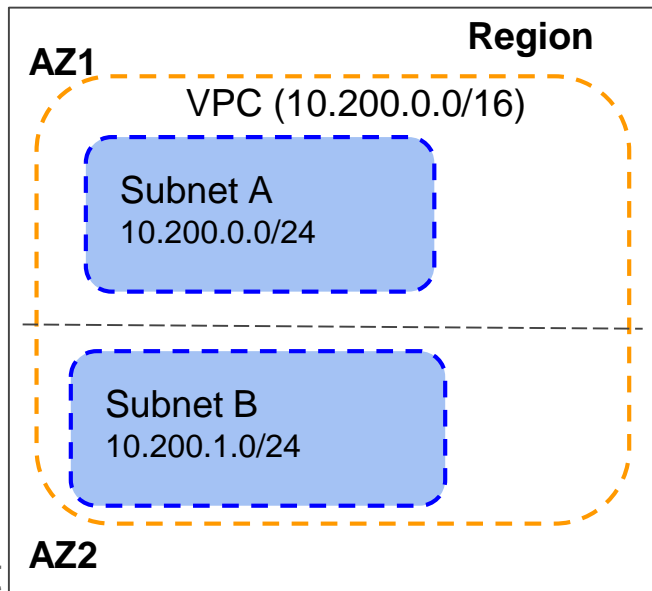 Region
AZ1
VPC (10.200.0.0/16)
Subnet A
10.200.0.0/24
Subnet B
10.200.1.0/24
AZ2